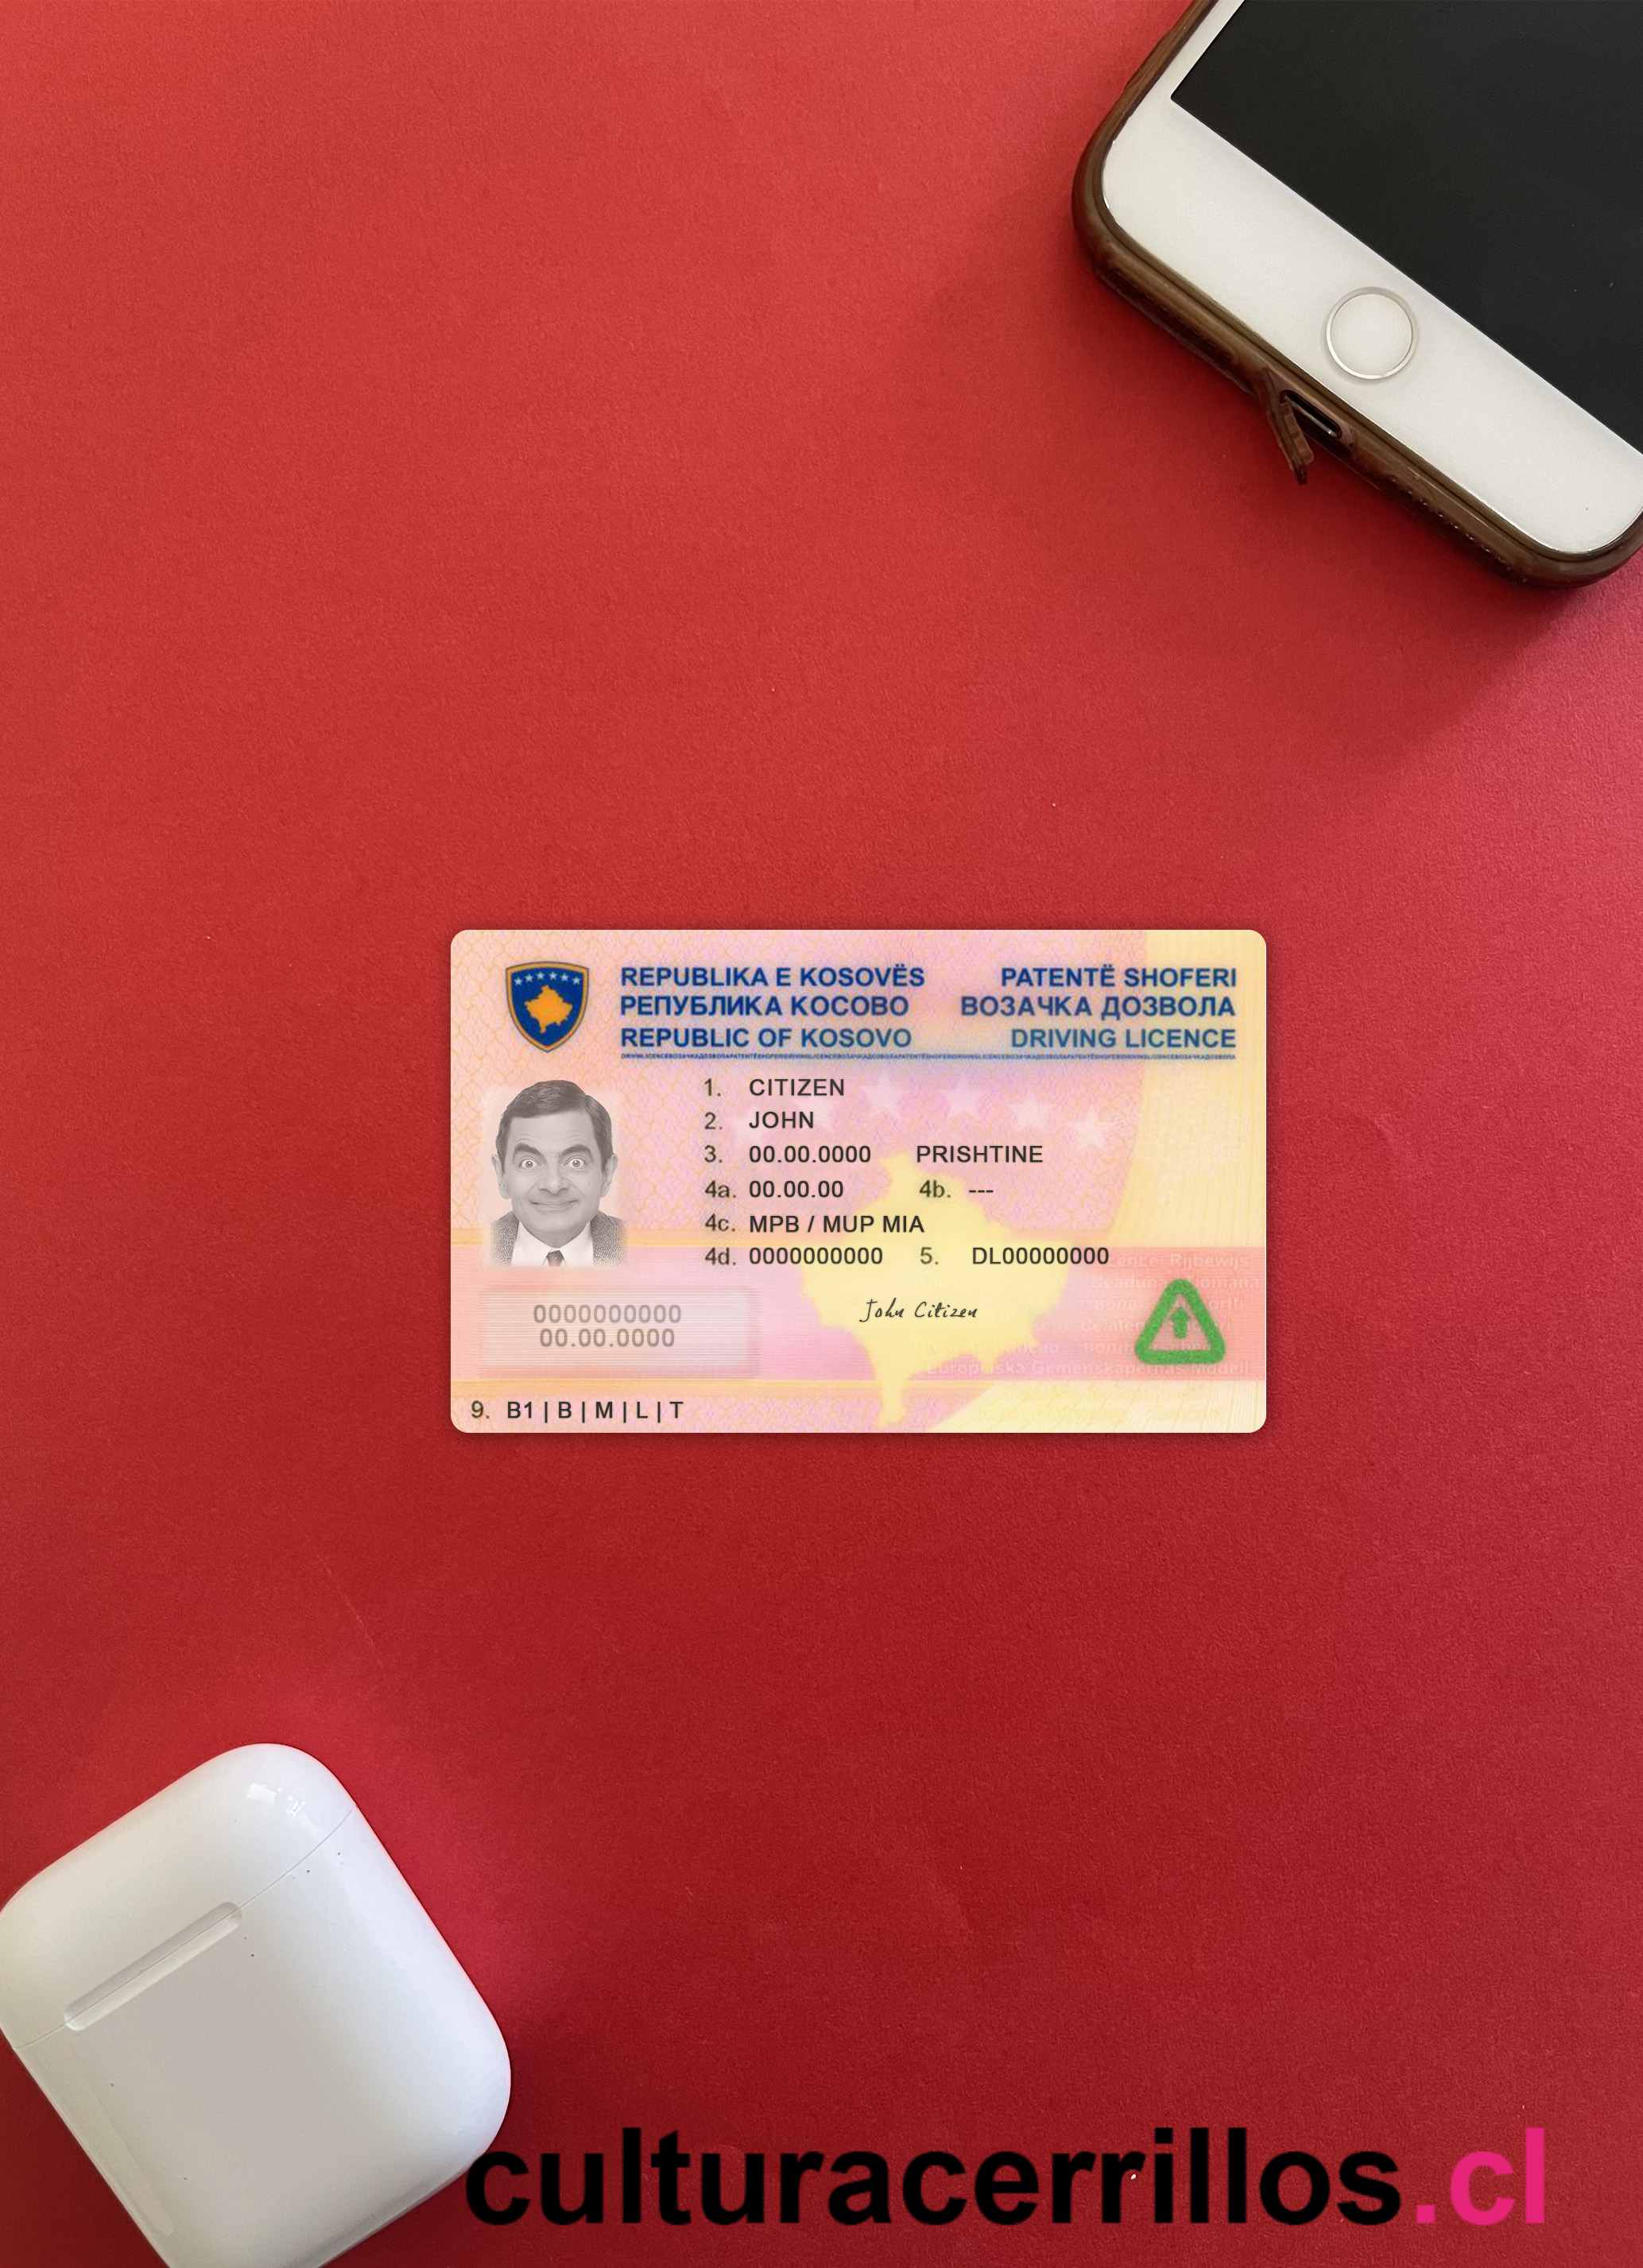 REPUBLIKA E KOSOVËS PATENTË SHOFERI
РЕПУБЛИКА КОСОВО ВОЗАЧКА ДОЗВОЛА
REPUBLIC OF KOSOVO DRIVING LICENCE
1. CITIZEN
2. JOHN
3. 00.00.0000 PRISHTINE
4a. 00.00.00 4b. ---
4c. MPB / MUP MIA
4d. 0000000000 5. DL00000000
Rijbewijs
John Citizen
0000000000
00.00.0000
9. B1 | B | M | L | T
culturacerrillos.cl